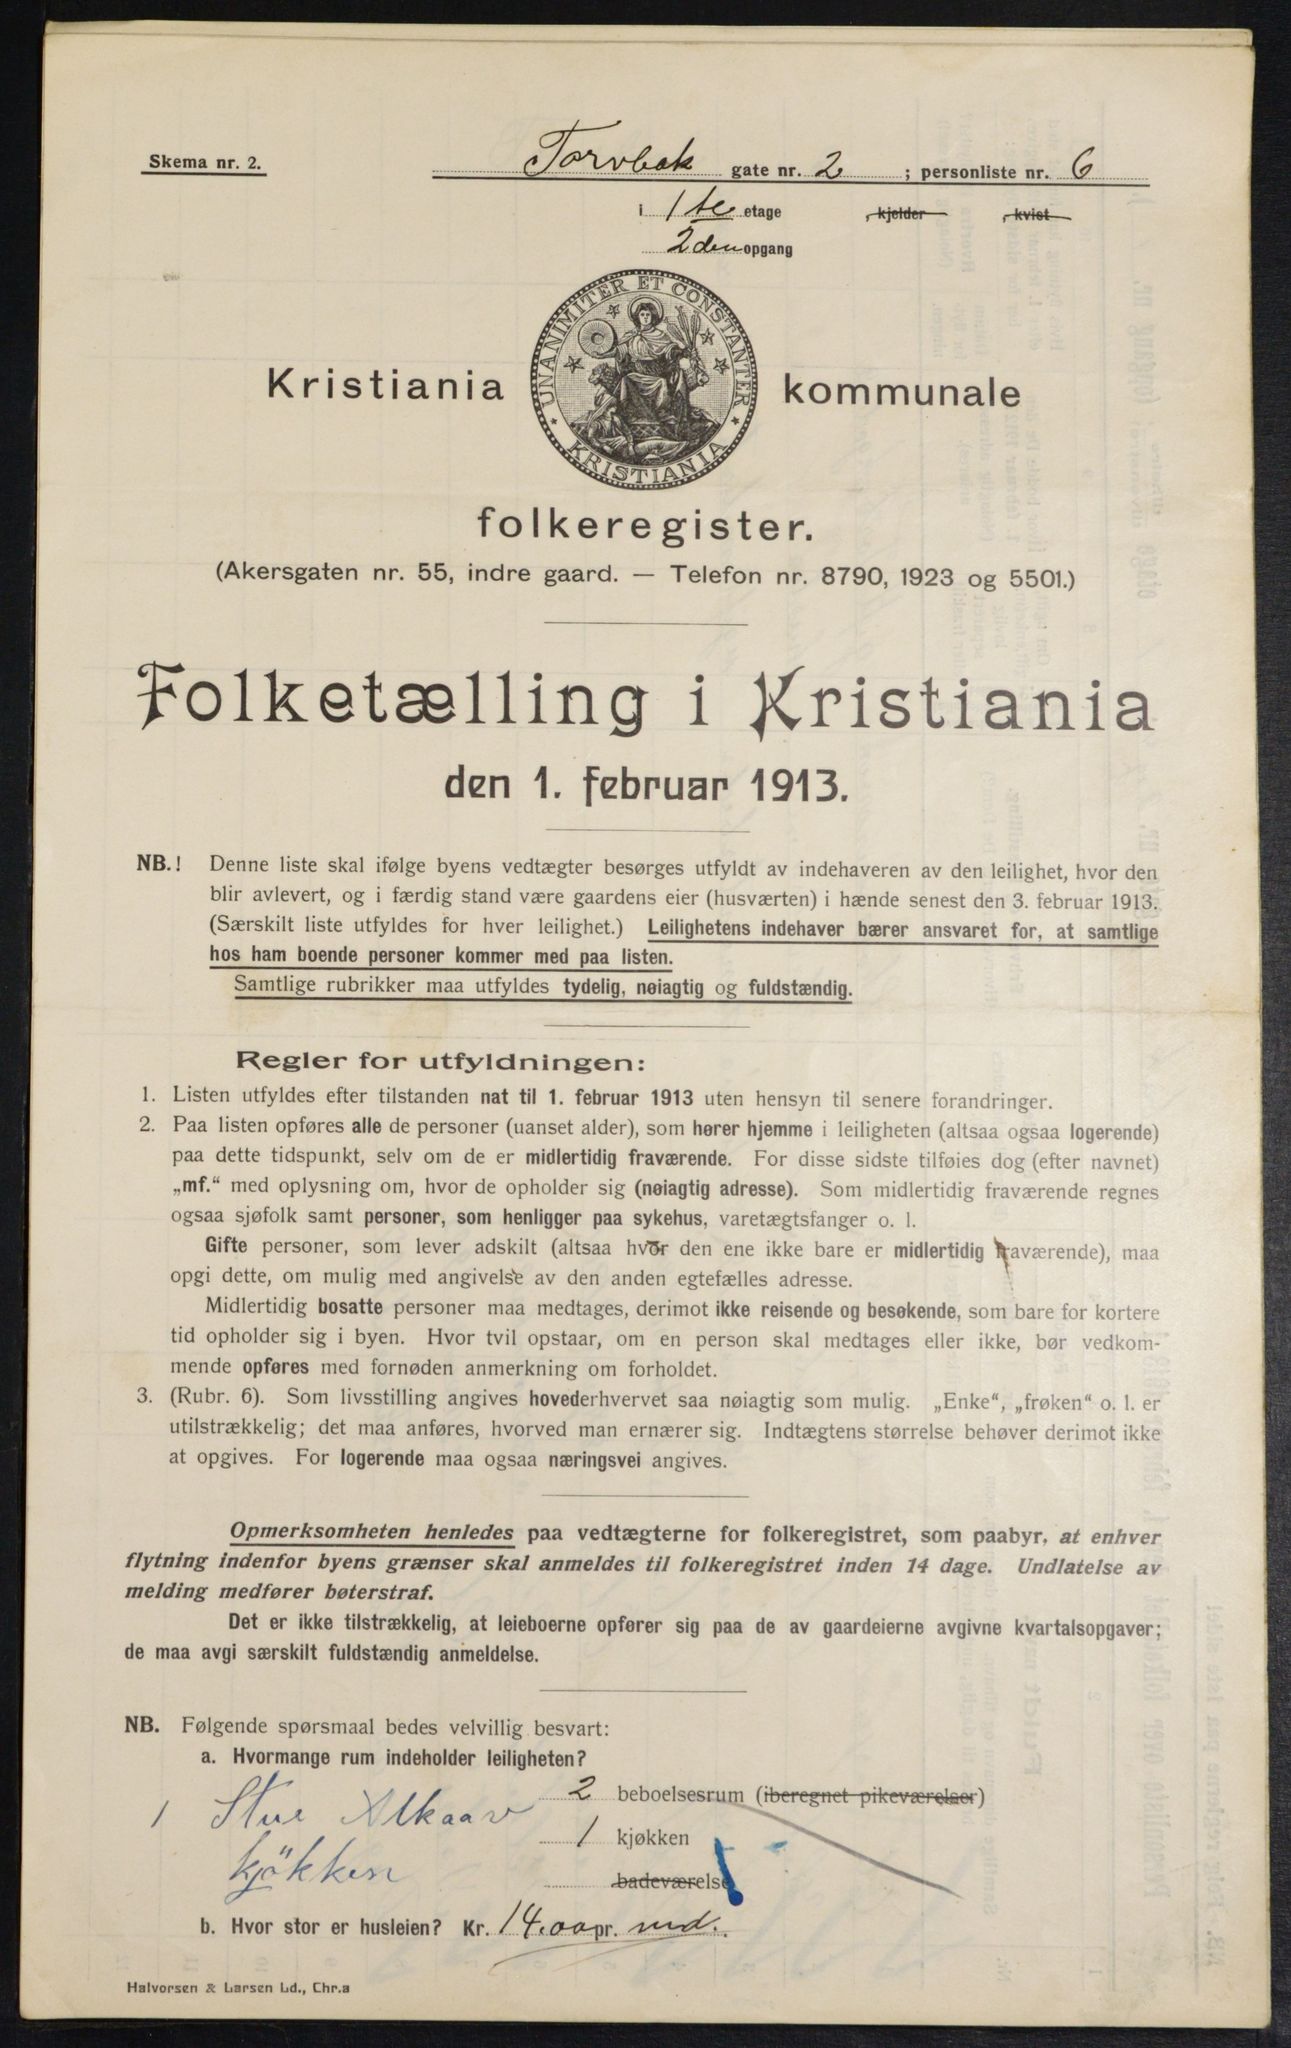 Skema nr. 2.
Torvbak gate nr. 2 ; personliste nr. 6
i 1 te etage , kjelder , kvist
2 den opgang
UNANIMITER ET CONSTANTER
KRISTIANIA
Kristiania kommunale
folkeregister.
(Akersgaten nr. 55, indre gaard. — Telefon nr. 8790, 1923 og 5501.)
Folketælling i Kristiania
den 1. februar 1913.
NB.! Denne liste skal ifølge byens vedtægter besørges utfyldt av indehaveren av den leilighet, hvor den
blir avlevert, og i færdig stand være gaardens eier (husværten) i hænde senest den 3. februar 1913.
(Særskilt liste utfyldes for hver leilighet.) Leilighetens indehaver bærer ansvaret for, at samtlige
hos ham boende personer kommer med paa listen.
Samtlige rubrikker maa utfyldes tydelig, nøiagtig og fuldstændig.
Regler for utfyldningen:
1. Listen utfyldes efter tilstanden nat til 1. februar 1913 uten hensyn til senere forandringer.
2. Paa listen opføres alle de personer (uanset alder), som hører hjemme i leiligheten (altsaa ogsaa logerende)
paa dette tidspunkt, selv om de er midlertidig fraværende. For disse sidste tilføies dog (efter navnet)
„mf.“ med oplysning om, hvor de opholder sig (nøiagtig adresse). Som midlertidig fraværende regnes
ogsaa sjøfolk samt personer, som henligger paa sykehus, varetægtsfanger o. l.
Gifte personer, som lever adskilt (altsaa hvor den ene ikke bare er midlertidig fraværende), maa
opgi dette, om mulig med angivelse av den anden egtefælles adresse.
Midlertidig bosatte personer maa medtages, derimot ikke reisende og besøkende, som bare for kortere
tid opholder sig i byen. Hvor tvil opstaar, om en person skal medtages eller ikke, bør vedkom-
mende opføres med fornøden anmerkning om forholdet.
3. (Rubr. 6). Som livsstilling angives hovederhvervet saa nøiagtig som mulig. „Enke“, „frøken“ o. l. er
utilstrækkelig; det maa anføres, hvorved man ernærer sig. Indtægtens størrelse behøver derimot ikke
at opgives. For logerende maa ogsaa næringsvei angives.
Opmerksomheten henledes paa vedtægterne for folkeregistret, som paabyr, at enhver
flytning indenfor byens grænser skal anmeldes til folkeregistret inden 14 dage. Undlatelse av
melding medfører bøterstraf.
Det er ikke tilstrækkelig, at leieboerne opfører sig paa de av gaardeierne avgivne kvartalsopgaver;
de maa avgi særskilt fuldstændig anmeldelse.
NB. Følgende spørsmaal bedes velvillig besvart:
a. Hvormange rum indeholder leiligheten?
2 beboelsesrum (iberegnet pikeværelser)
1 Stue Alkaav
1 kjøkken
kjökken
badeværelse
b. Hvor stor er husleien? Kr. 14.00 pr. md.
Halvorsen & Larsen Ld., Chr.a